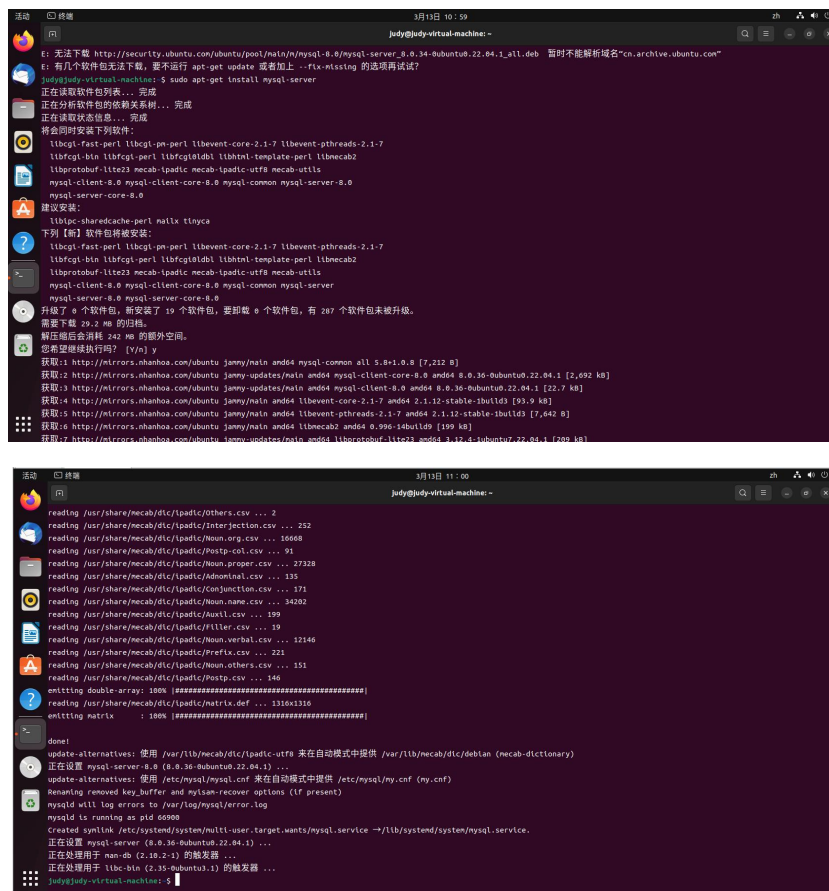 活动 终端 3月13日 10：59 zh
judy@judy-virtual-machine: ~
E: 无法下载 http://security.ubuntu.com/ubuntu/pool/main/m/mysql-8.0/mysql-server_8.0.34-0ubuntu0.22.04.1_all.deb 暂时不能解析域名“cn.archive.ubuntu.com”
E: 有几个软件包无法下载，要不运行 apt-get update 或者加上 --fix-missing 的选项再试试？
judy@judy-virtual-machine:~$ sudo apt-get install mysql-server
正在读取软件包列表... 完成
正在分析软件包的依赖关系树... 完成
正在读取状态信息... 完成
将会同时安装下列软件：
libcgi-fast-perl libcgi-pm-perl libevent-core-2.1-7 libevent-pthreads-2.1-7
libfcgi-bin libfcgi-perl libfcgi0ldbl libhtml-template-perl libmecab2
libprotobuf-lite23 mecab-ipadic mecab-ipadic-utf8 mecab-utils
mysql-client-8.0 mysql-client-core-8.0 mysql-common mysql-server-8.0
mysql-server-core-8.0
建议安装：
libipc-sharedcache-perl mailx tinyca
下列【新】软件包将被安装：
libcgi-fast-perl libcgi-pm-perl libevent-core-2.1-7 libevent-pthreads-2.1-7
libfcgi-bin libfcgi-perl libfcgi0ldbl libhtml-template-perl libmecab2
libprotobuf-lite23 mecab-ipadic mecab-ipadic-utf8 mecab-utils
mysql-client-8.0 mysql-client-core-8.0 mysql-common mysql-server
mysql-server-8.0 mysql-server-core-8.0
升级了 0 个软件包，新安装了 19 个软件包，要卸载 0 个软件包，有 287 个软件包未被升级。
需要下载 29.2 MB 的归档。
解压缩后会消耗 242 MB 的额外空间。
您希望继续执行吗？ [Y/n] y
获取:1 http://mirrors.nhanhoa.com/ubuntu jammy/main amd64 mysql-common all 5.8+1.0.8 [7,212 B]
获取:2 http://mirrors.nhanhoa.com/ubuntu jammy-updates/main amd64 mysql-client-core-8.0 amd64 8.0.36-0ubuntu0.22.04.1 [2,692 kB]
获取:3 http://mirrors.nhanhoa.com/ubuntu jammy-updates/main amd64 mysql-client-8.0 amd64 8.0.36-0ubuntu0.22.04.1 [22.7 kB]
获取:4 http://mirrors.nhanhoa.com/ubuntu jammy/main amd64 libevent-core-2.1-7 amd64 2.1.12-stable-1build3 [93.9 kB]
获取:5 http://mirrors.nhanhoa.com/ubuntu jammy/main amd64 libevent-pthreads-2.1-7 amd64 2.1.12-stable-1build3 [7,642 B]
获取:6 http://mirrors.nhanhoa.com/ubuntu jammy/main amd64 libmecab2 amd64 0.996-14build9 [199 kB]
获取:7 http://mirrors.nhanhoa.com/ubuntu jammy-updates/main amd64 libprotobuf-lite23 amd64 3.12.4-1ubuntu7.22.04.1 [209 kB]
活动 终端 3月13日 11：00 zh
judy@judy-virtual-machine: ~
reading /usr/share/mecab/dic/ipadic/Others.csv ... 2
reading /usr/share/mecab/dic/ipadic/Interjection.csv ... 252
reading /usr/share/mecab/dic/ipadic/Noun.org.csv ... 16668
reading /usr/share/mecab/dic/ipadic/Postp-col.csv ... 91
reading /usr/share/mecab/dic/ipadic/Noun.proper.csv ... 27328
reading /usr/share/mecab/dic/ipadic/Adnominal.csv ... 135
reading /usr/share/mecab/dic/ipadic/Conjunction.csv ... 171
reading /usr/share/mecab/dic/ipadic/Noun.name.csv ... 34202
reading /usr/share/mecab/dic/ipadic/Auxil.csv ... 199
reading /usr/share/mecab/dic/ipadic/Filler.csv ... 19
reading /usr/share/mecab/dic/ipadic/Noun.verbal.csv ... 12146
reading /usr/share/mecab/dic/ipadic/Prefix.csv ... 221
reading /usr/share/mecab/dic/ipadic/Noun.others.csv ... 151
reading /usr/share/mecab/dic/ipadic/Postp.csv ... 146
emitting double-array: 100% |###########################################|
reading /usr/share/mecab/dic/ipadic/matrix.def ... 1316x1316
emitting matrix : 100% |###########################################|
done!
update-alternatives: 使用 /var/lib/mecab/dic/ipadic-utf8 来在自动模式中提供 /var/lib/mecab/dic/debian (mecab-dictionary)
正在设置 mysql-server-8.0 (8.0.36-0ubuntu0.22.04.1) ...
update-alternatives: 使用 /etc/mysql/mysql.cnf 来在自动模式中提供 /etc/mysql/my.cnf (my.cnf)
Renaming removed key_buffer and myisam-recover options (if present)
mysqld will log errors to /var/log/mysql/error.log
mysqld is running as pid 66900
Created symlink /etc/systemd/system/multi-user.target.wants/mysql.service → /lib/systemd/system/mysql.service.
正在设置 mysql-server (8.0.36-0ubuntu0.22.04.1) ...
正在处理用于 man-db (2.10.2-1) 的触发器 ...
正在处理用于 libc-bin (2.35-0ubuntu3.1) 的触发器 ...
judy@judy-virtual-machine:~$